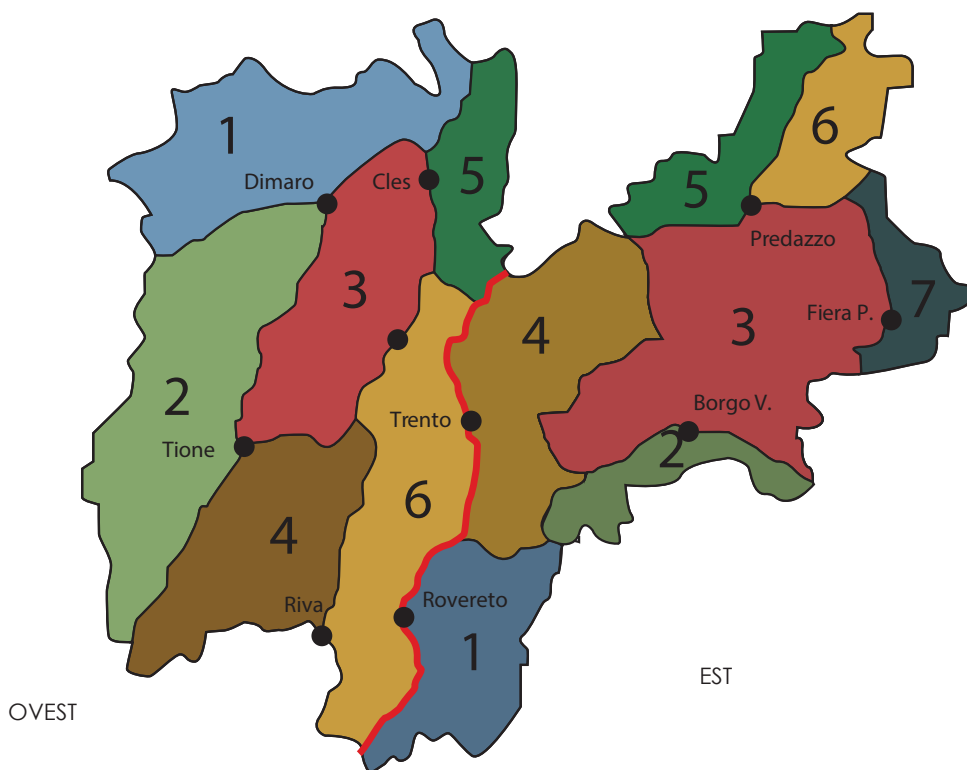 1
6
5
Dimaro
Cles
5
Predazzo
3
7
Fiera P.
3
4
2
Borgo V.
Trento
Tione
2
6
4
Riva
Rovereto
1
EST
OVEST